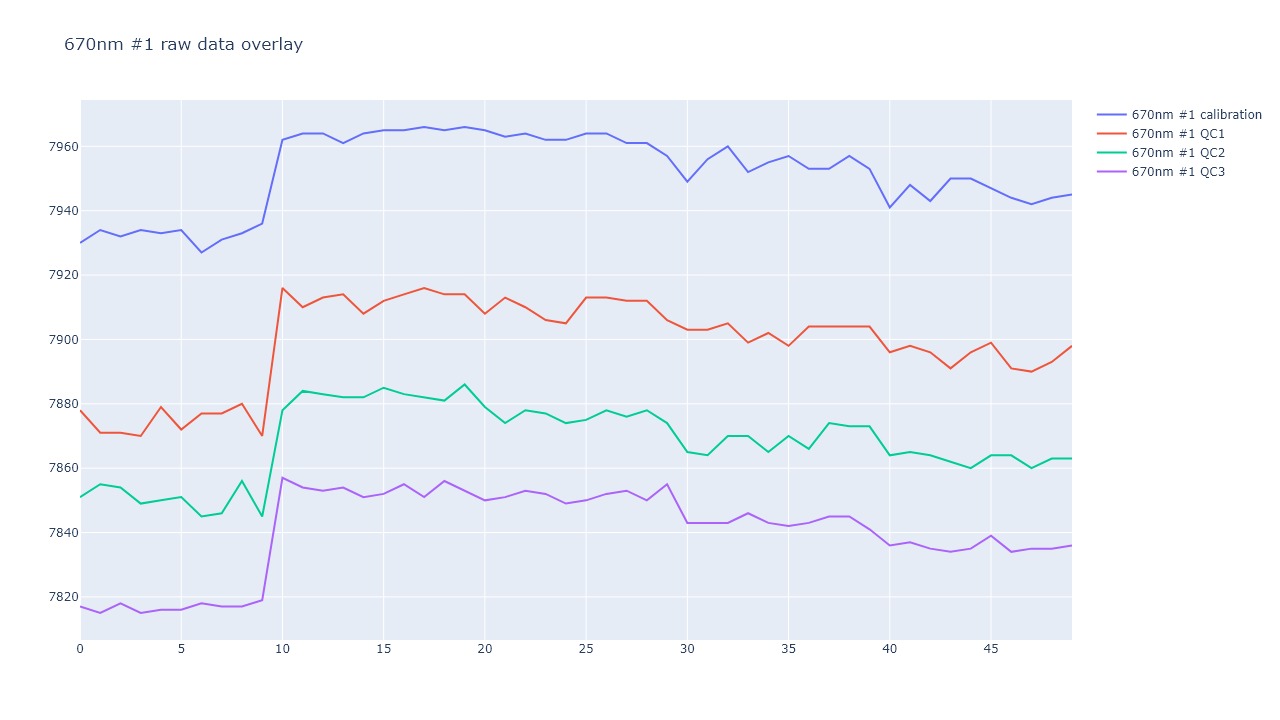 670nm #1 raw data overlay
670nm #1 calibration
670nm #1 QC1
670nm #1 QC2
670nm #1 QC3
7960
7940
7920
7900
7880
7860
7840
7820
0 5 10 15 20 25 30 35 40 45